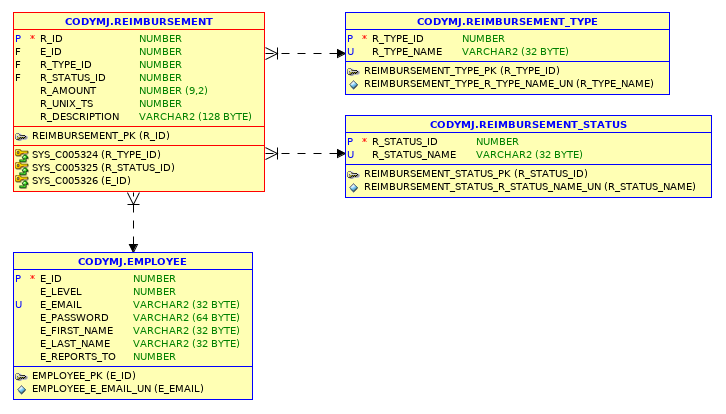 CODYMJ.REIMBURSEMENT
P * R_ID NUMBER
F E_ID NUMBER
F R_TYPE_ID NUMBER
F R_STATUS_ID NUMBER
R_AMOUNT NUMBER (9,2)
R_UNIX_TS NUMBER
R_DESCRIPTION VARCHAR2 (128 BYTE)
REIMBURSEMENT_PK (R_ID)
SYS_C005324 (R_TYPE_ID)
SYS_C005325 (R_STATUS_ID)
SYS_C005326 (E_ID)
CODYMJ.REIMBURSEMENT_TYPE
P * R_TYPE_ID NUMBER
U R_TYPE_NAME VARCHAR2 (32 BYTE)
REIMBURSEMENT_TYPE_PK (R_TYPE_ID)
REIMBURSEMENT_TYPE_R_TYPE_NAME_UN (R_TYPE_NAME)
CODYMJ.REIMBURSEMENT_STATUS
P * R_STATUS_ID NUMBER
U R_STATUS_NAME VARCHAR2 (32 BYTE)
REIMBURSEMENT_STATUS_PK (R_STATUS_ID)
REIMBURSEMENT_STATUS_R_STATUS_NAME_UN (R_STATUS_NAME)
CODYMJ.EMPLOYEE
P * E_ID NUMBER
E_LEVEL NUMBER
U E_EMAIL VARCHAR2 (32 BYTE)
E_PASSWORD VARCHAR2 (64 BYTE)
E_FIRST_NAME VARCHAR2 (32 BYTE)
E_LAST_NAME VARCHAR2 (32 BYTE)
E_REPORTS_TO NUMBER
EMPLOYEE_PK (E_ID)
EMPLOYEE_E_EMAIL_UN (E_EMAIL)